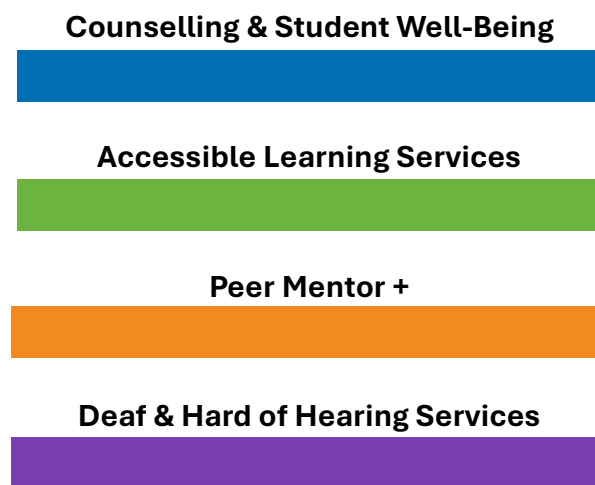 Counselling & Student Well-Being
Accessible Learning Services
Peer Mentor +
Deaf & Hard of Hearing Services